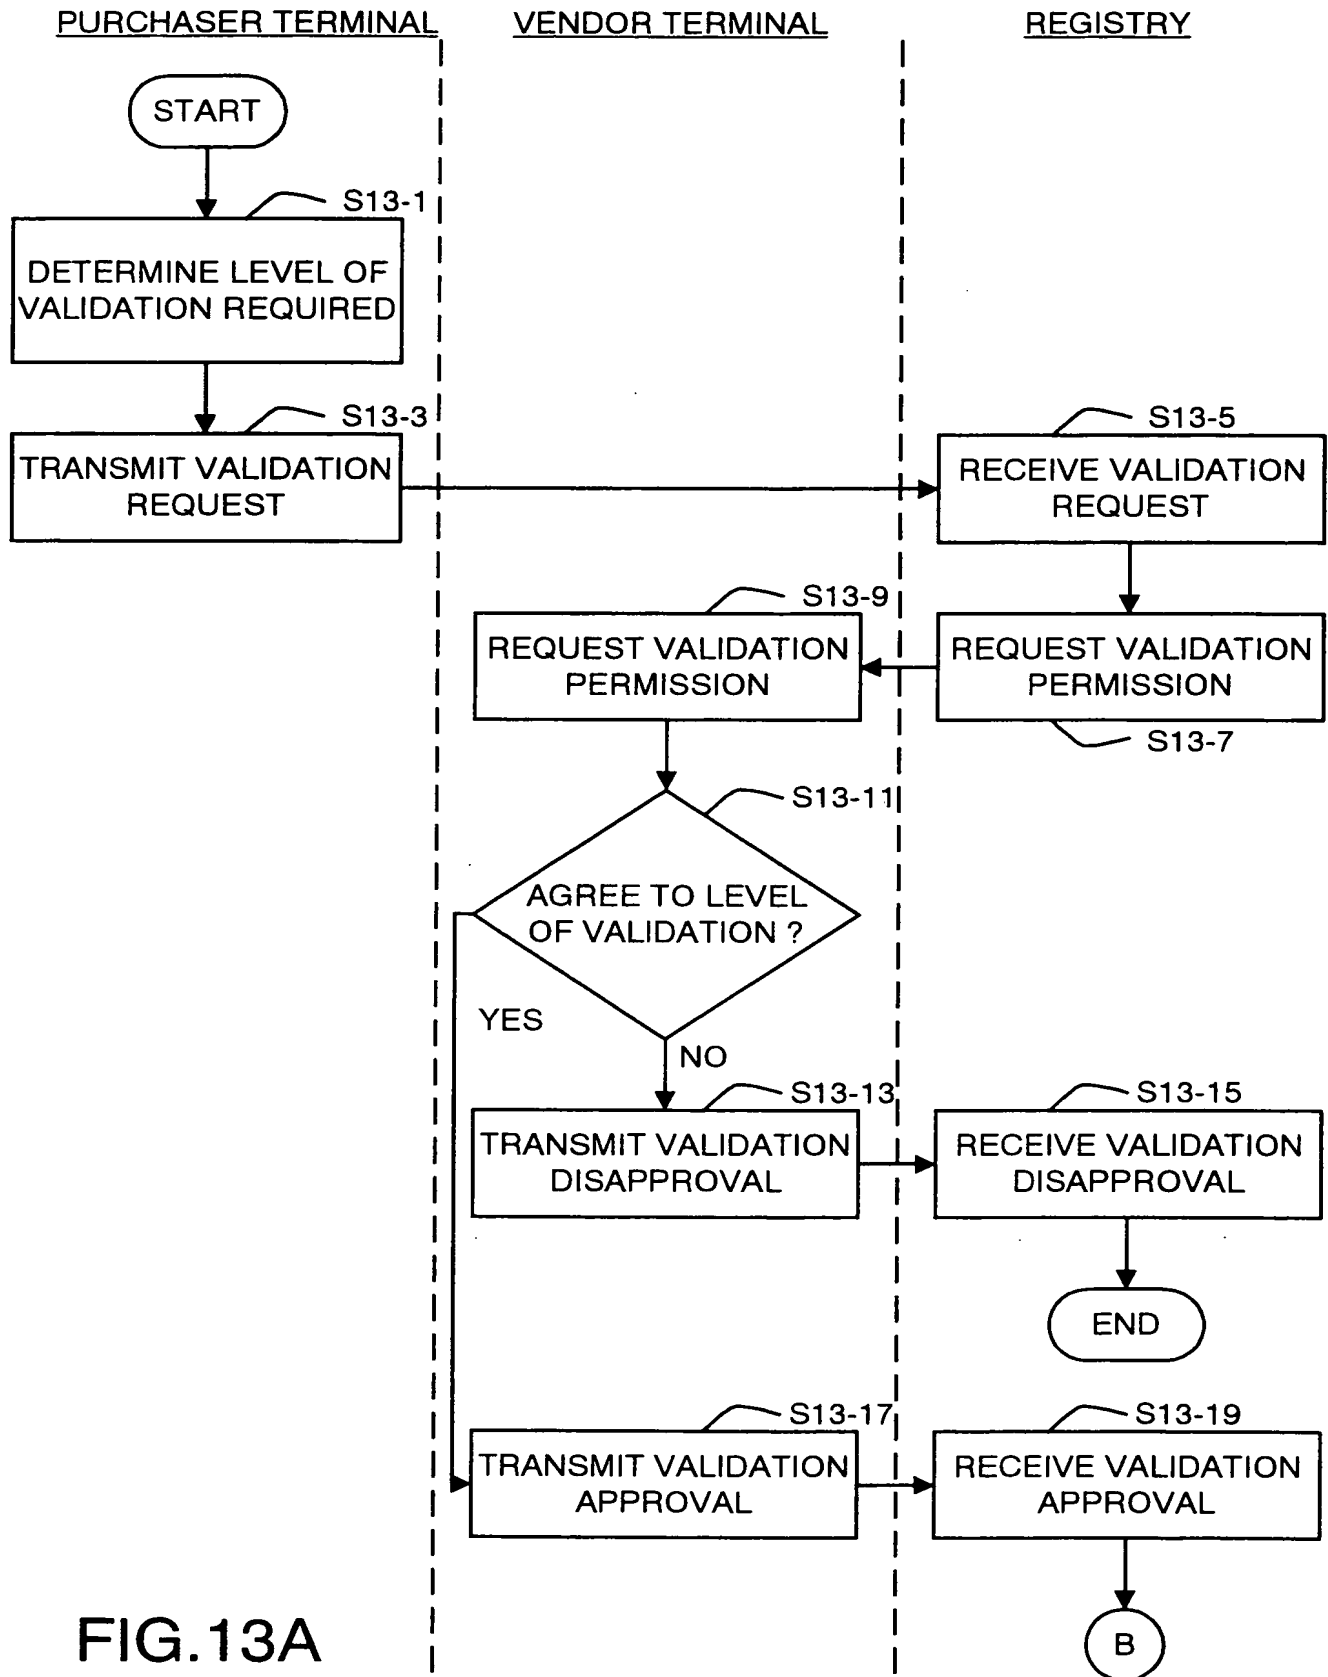 PURCHASER TERMINAL
VENDOR TERMINAL
REGISTRY
START
S13-1
DETERMINE LEVEL OF
VALIDATION REQUIRED
S13-3
TRANSMIT VALIDATION
REQUEST
S13-5
RECEIVE VALIDATION
REQUEST
S13-9
REQUEST VALIDATION
PERMISSION
REQUEST VALIDATION
PERMISSION
S13-7
S13-11
AGREE TO LEVEL
OF VALIDATION ?
YES
NO
S13-13
TRANSMIT VALIDATION
DISAPPROVAL
S13-15
RECEIVE VALIDATION
DISAPPROVAL
END
S13-17
TRANSMIT VALIDATION
APPROVAL
S13-19
RECEIVE VALIDATION
APPROVAL
B
FIG.13A